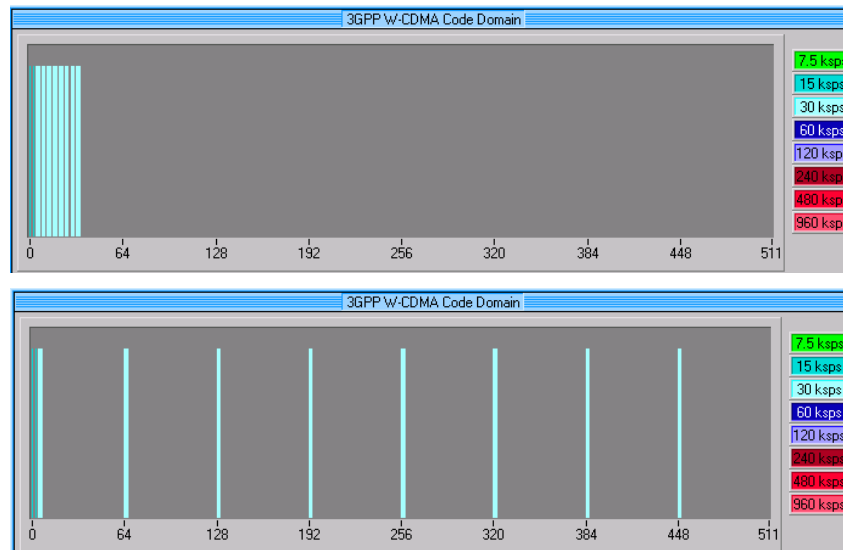 3GPP W-CDMA Code Domain
7.5 ksps
15 ksps
30 ksps
60 ksps
120 ksp
240 ksp
480 ksp
960 ksp
0 64 128 192 256 320 384 448 511
3GPP W-CDMA Code Domain
7.5 ksps
15 ksps
30 ksps
60 ksps
120 ksps
240 ksps
480 ksps
960 ksps
0 64 128 192 256 320 384 448 511